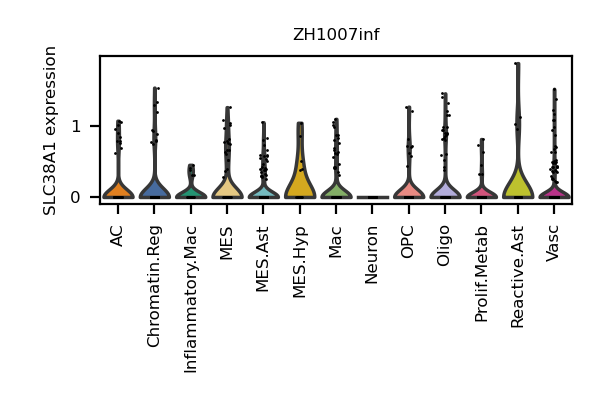 ZH1007inf
SLC38A1 expression
1
0
AC
Chromatin.Reg
Inflammatory.Mac
MES
MES.Ast
MES.Hyp
Mac
Neuron
OPC
Oligo
Prolif.Metab
Reactive.Ast
Vasc